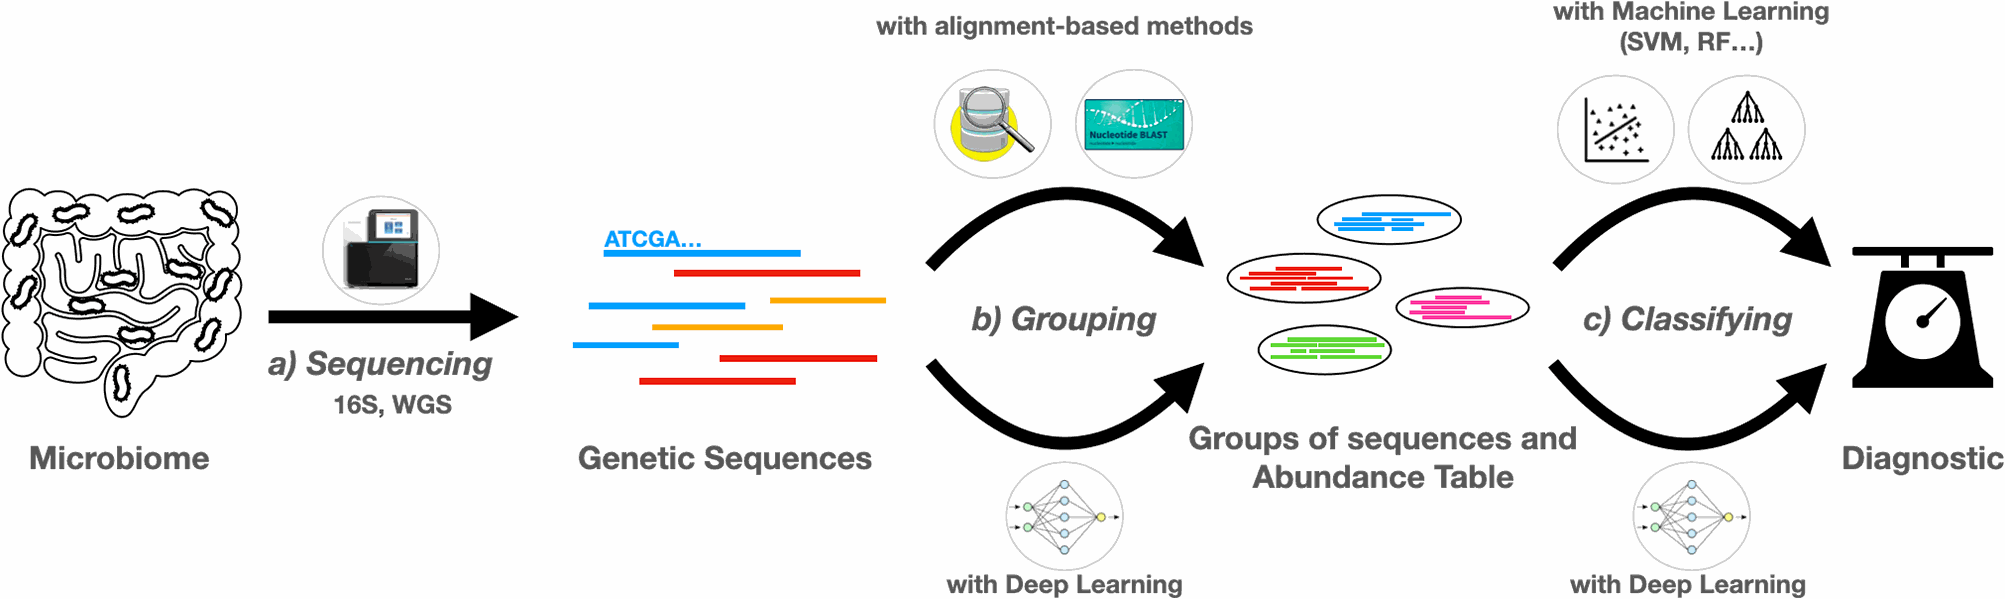 with alignment-based methods
with Machine Learning
(SVM, RF...)
Nucleotide BLAST
ATCGA...
a) Sequencing
16S, WGS
b) Grouping
c) Classifying
Microbiome
Genetic Sequences
Groups of sequences and
Abundance Table
Diagnostic
with Deep Learning
with Deep Learning